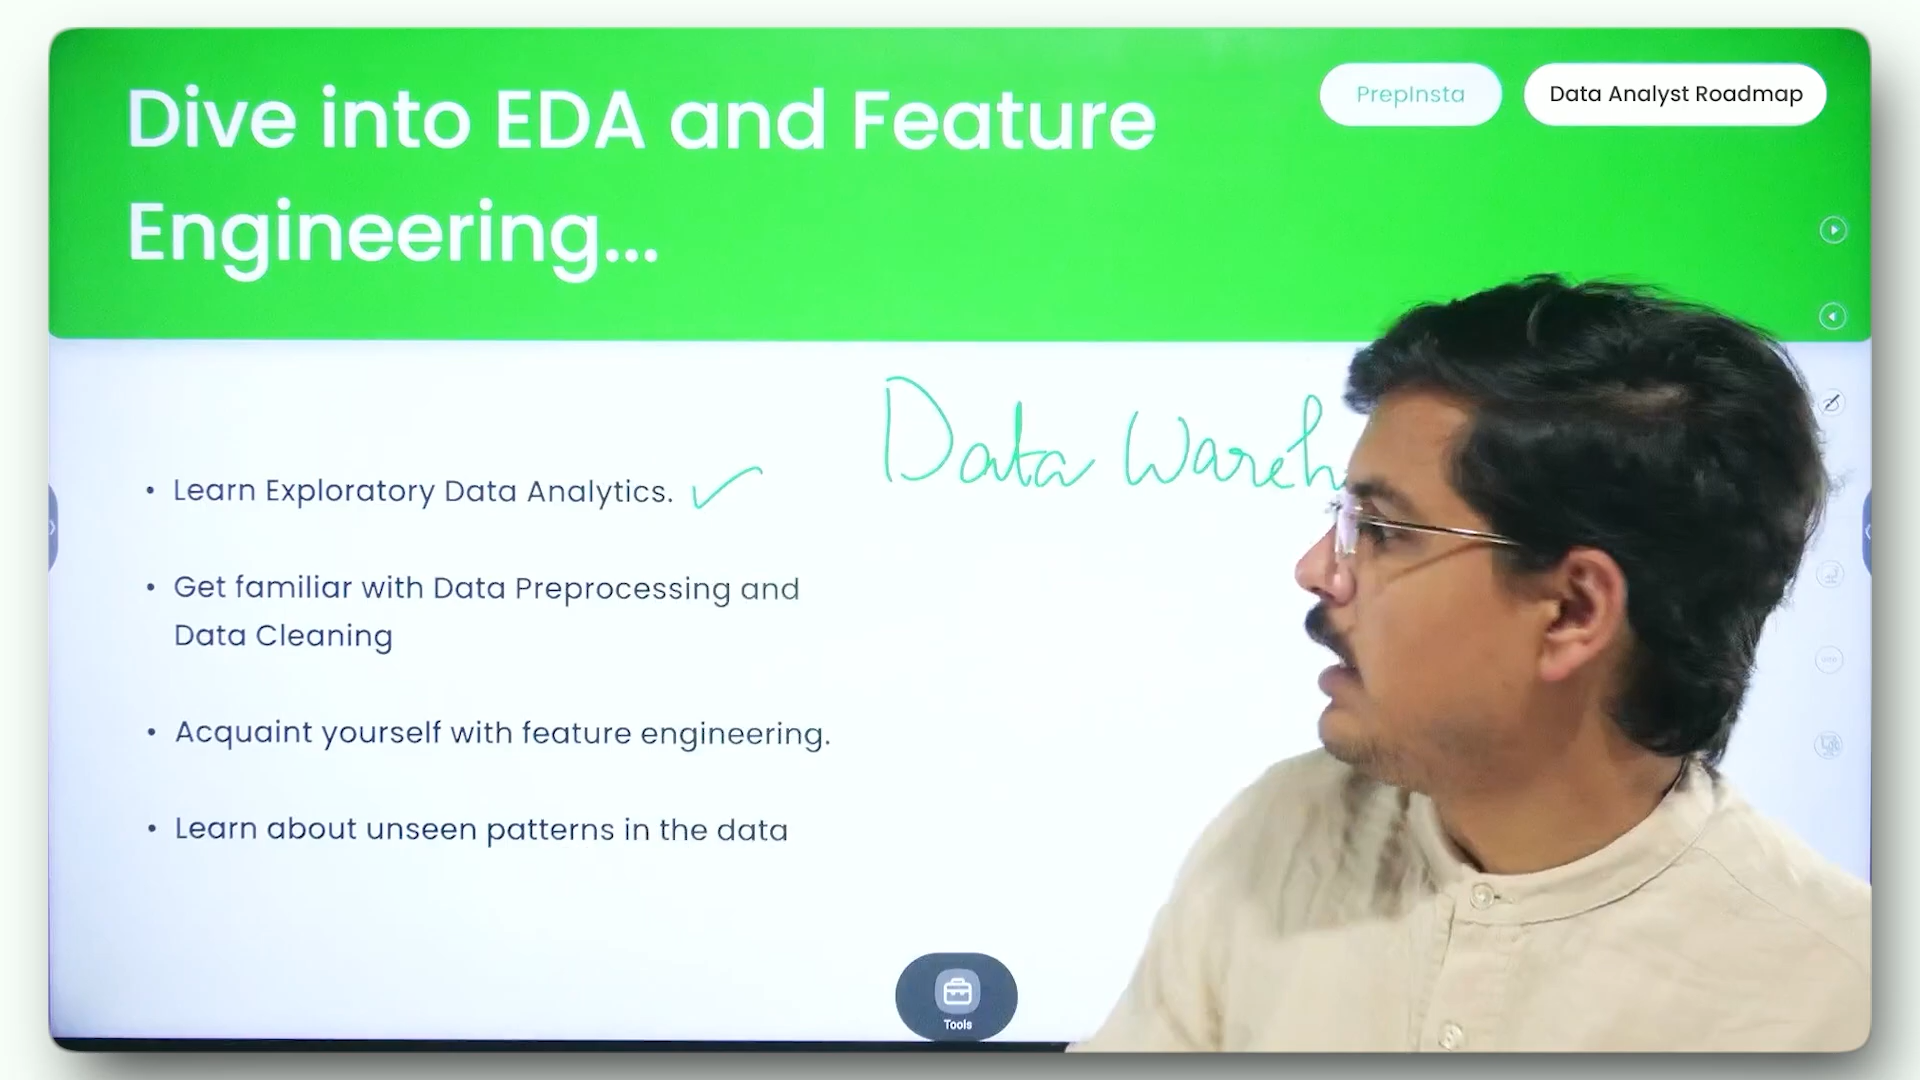 Dive into EDA and Feature
Engineering...
PrepInsta
Data Analyst Roadmap
Data
• Learn Exploratory Data Analytics.
• Get familiar with Data Preprocessing and
Data Cleaning
• Acquaint yourself with feature engineering.
• Learn about unseen patterns in the data
Tools